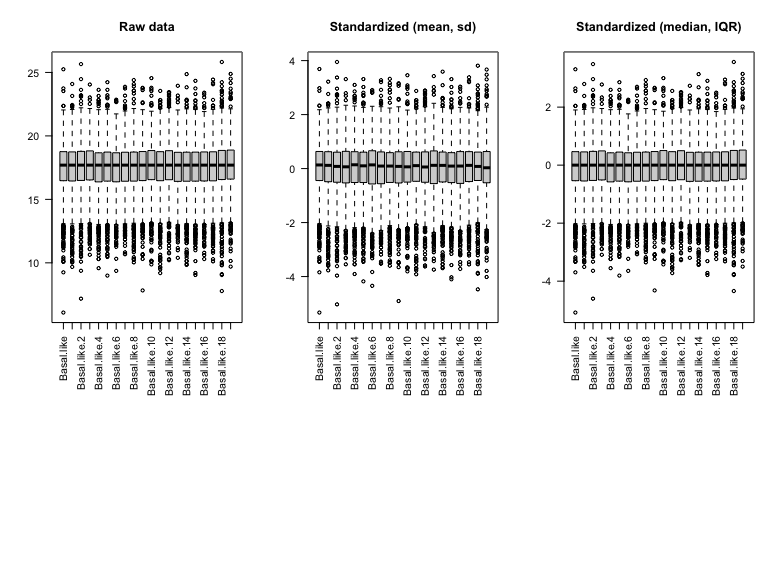 Raw data
25
20
15
10
Basal.like
Basal.like.2
Basal.like.4
Basal.like.6
Basal.like.8
Basal.like.10
Basal.like.12
Basal.like.14
Basal.like.16
Basal.like.18
Standardized (mean, sd)
4
2
0
-2
-4
Basal.like
Basal.like.2
Basal.like.4
Basal.like.6
Basal.like.8
Basal.like.10
Basal.like.12
Basal.like.14
Basal.like.16
Basal.like.18
Standardized (median, IQR)
2
0
-2
-4
Basal.like
Basal.like.2
Basal.like.4
Basal.like.6
Basal.like.8
Basal.like.10
Basal.like.12
Basal.like.14
Basal.like.16
Basal.like.18